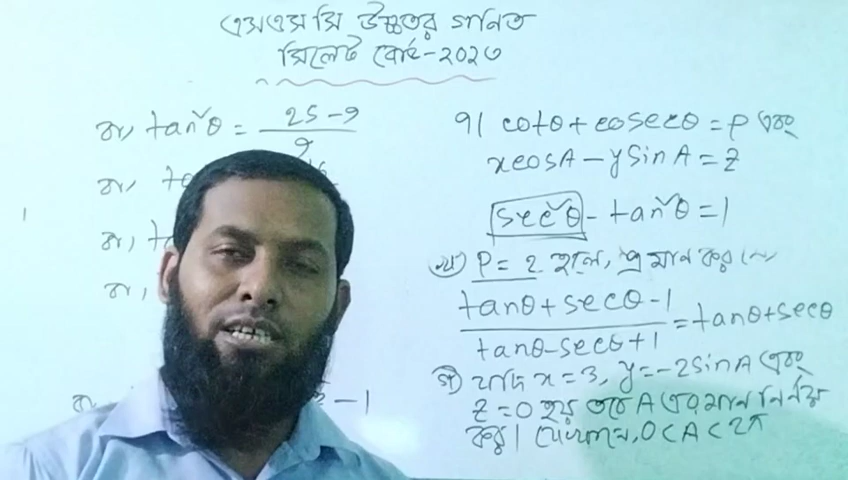 এসএসসি উচ্চতর গনিত
সিলেট বোর্ড-২০২৩
বা, tan²θ = 25-9 / 9
বা,
বা,
বা,
বা, - 1
৭। cotθ + cosecθ = P এবং
xcosA - ysinA = z
sec²θ - tan²θ = 1
খ) P = 2 হলে, প্রমাণ কর যে
tanθ + secθ - 1 / tanθ - secθ + 1 = tanθ + secθ
গ) যদি x = 3, y = -2sinA এবং
z = 0 হয় তবে A এর মান নির্নয়
কর। যেখানে, 0 < A < 2π